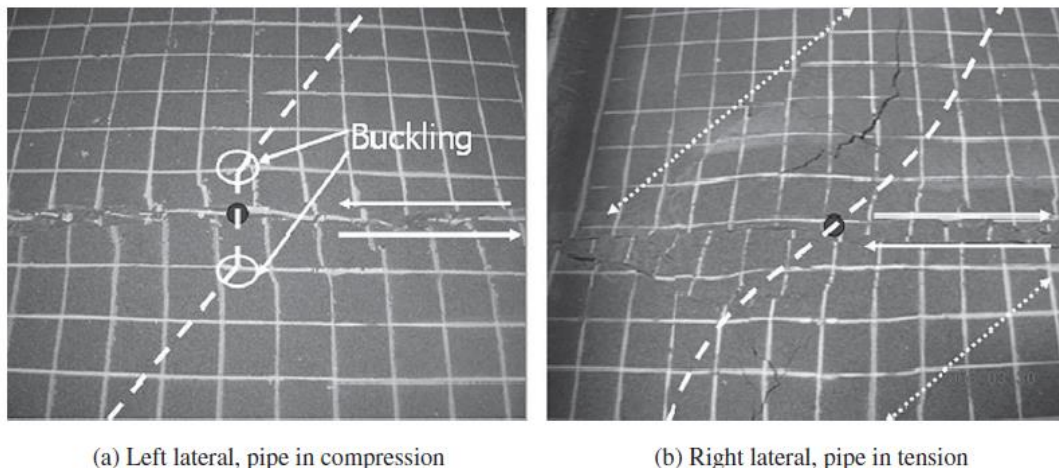 Buckling
(a) Left lateral, pipe in compression
(b) Right lateral, pipe in tension